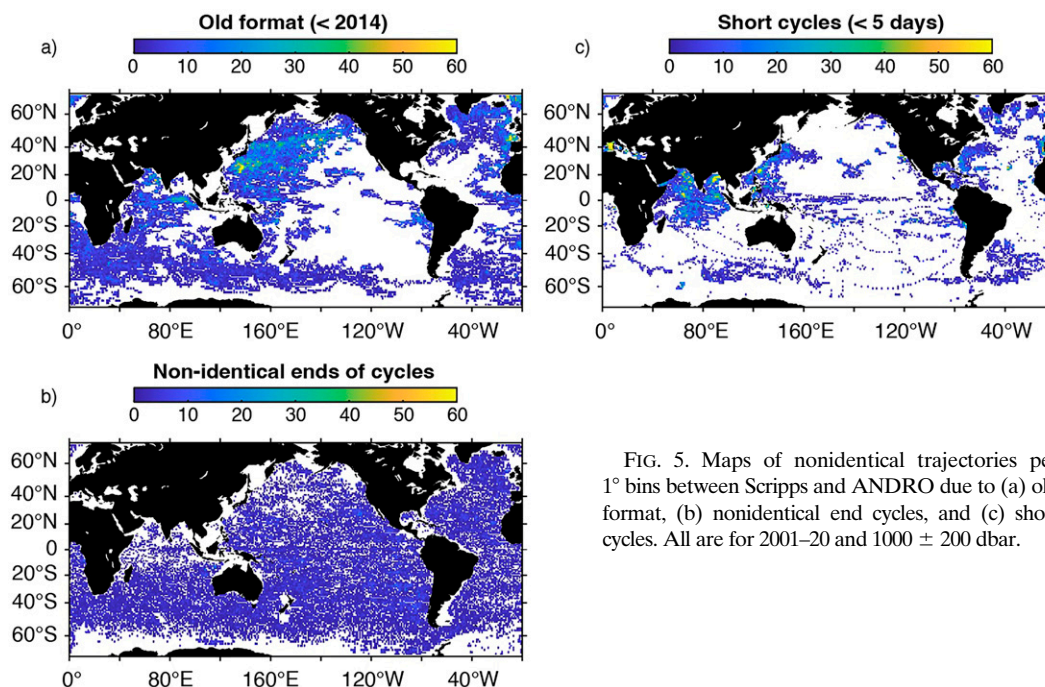 Old format (< 2014)
a)
0 10 20 30 40 50 60
60°N
40°N
20°N
0
20°S
40°S
60°S
0° 80°E 160°E 120°W 40°W
Short cycles (< 5 days)
c)
0 10 20 30 40 50 60
60°N
40°N
20°N
0
20°S
40°S
60°S
0° 80°E 160°E 120°W 40°W
Non-identical ends of cycles
b)
0 10 20 30 40 50 60
60°N
40°N
20°N
0
20°S
40°S
60°S
0° 80°E 160°E 120°W 40°W
FIG. 5. Maps of nonidentical trajectories pe
1° bins between Scripps and ANDRO due to (a) ol
format, (b) nonidentical end cycles, and (c) shor
cycles. All are for 2001–20 and 1000 ± 200 dbar.